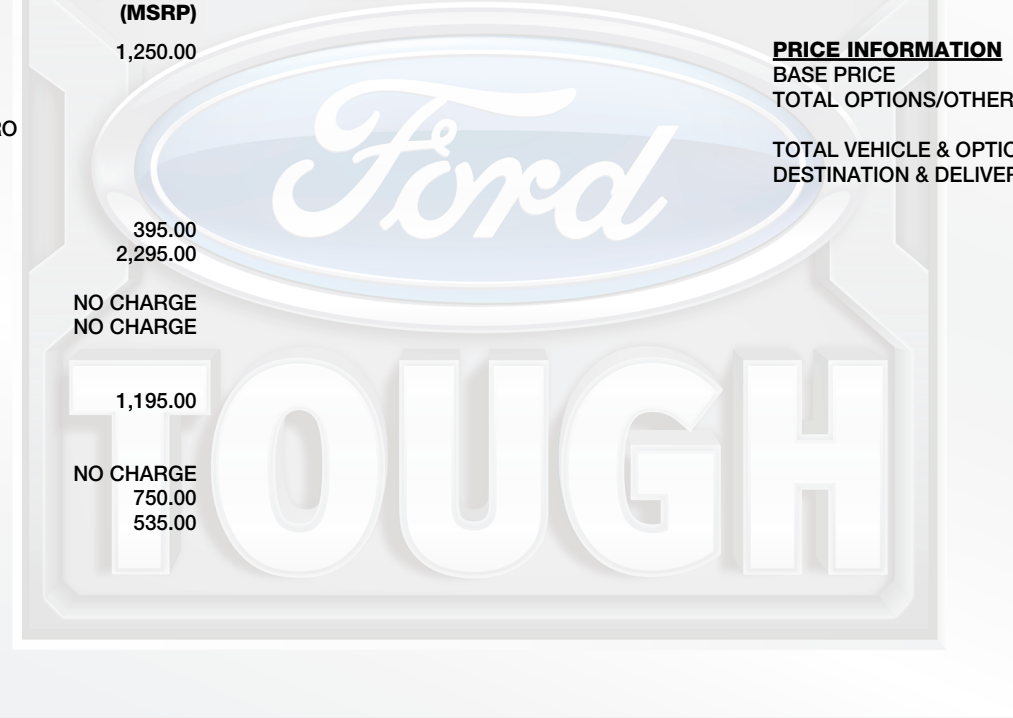 (MSRP)
1,250.00
RO
395.00
2,295.00
NO CHARGE
NO CHARGE
1,195.00
NO CHARGE
750.00
535.00
PRICE INFORMATION
BASE PRICE
TOTAL OPTIONS/OTHER
TOTAL VEHICLE & OPTIO
DESTINATION & DELIVER
Ford
TOUGH